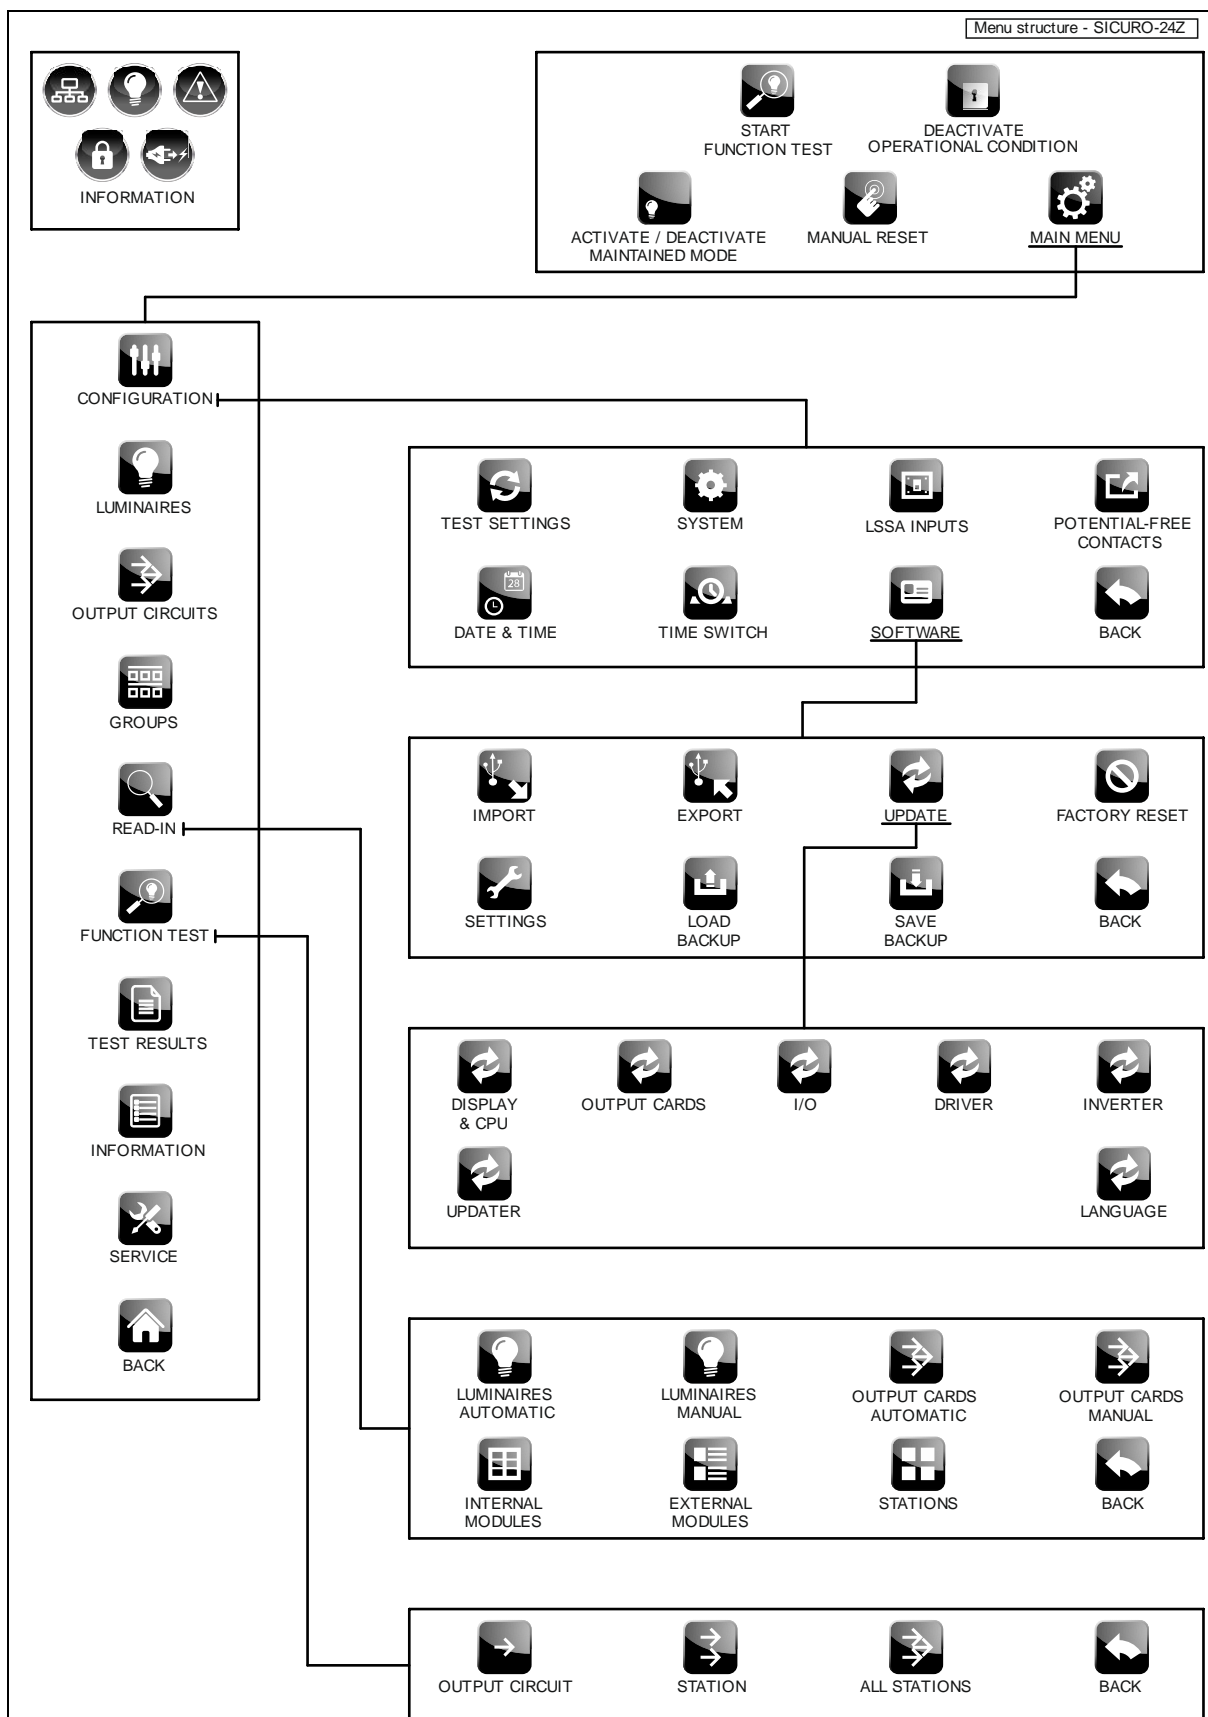 Menu structure - SICURO-24Z
INFORMATION
START
FUNCTION TEST
DEACTIVATE
OPERATIONAL CONDITION
ACTIVATE / DEACTIVATE
MAINTAINED MODE
MANUAL RESET
MAIN MENU
CONFIGURATION
LUMINAIRES
OUTPUT CIRCUITS
GROUPS
READ-IN
FUNCTION TEST
TEST RESULTS
INFORMATION
SERVICE
BACK
TEST SETTINGS
SYSTEM
LSSA INPUTS
POTENTIAL-FREE
CONTACTS
28
DATE & TIME
TIME SWITCH
SOFTWARE
BACK
IMPORT
EXPORT
UPDATE
FACTORY RESET
SETTINGS
LOAD
BACKUP
SAVE
BACKUP
BACK
DISPLAY
& CPU
OUTPUT CARDS
I/O
DRIVER
INVERTER
UPDATER
LANGUAGE
LUMINAIRES
AUTOMATIC
LUMINAIRES
MANUAL
OUTPUT CARDS
AUTOMATIC
OUTPUT CARDS
MANUAL
INTERNAL
MODULES
EXTERNAL
MODULES
STATIONS
BACK
OUTPUT CIRCUIT
STATION
ALL STATIONS
BACK